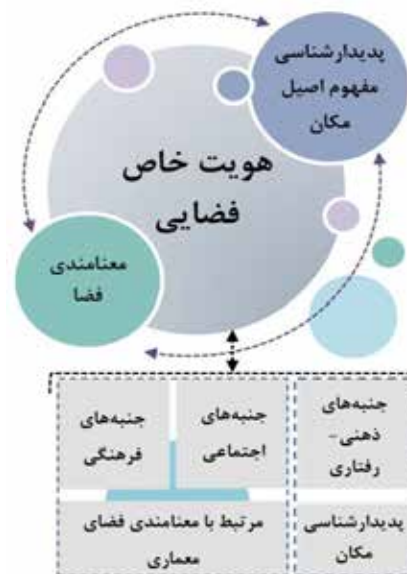 پدیدارشناسی
مفهوم اصیل
مکان
هویت خاص
فضایی
معنامندی
فضا
جنبه‌های
ذهنی-
رفتاری
جنبه‌های
اجتماعی
جنبه‌های
فرهنگی
پدیدارشناسی
مکان
مرتبط با معنامندی فضای
معماری